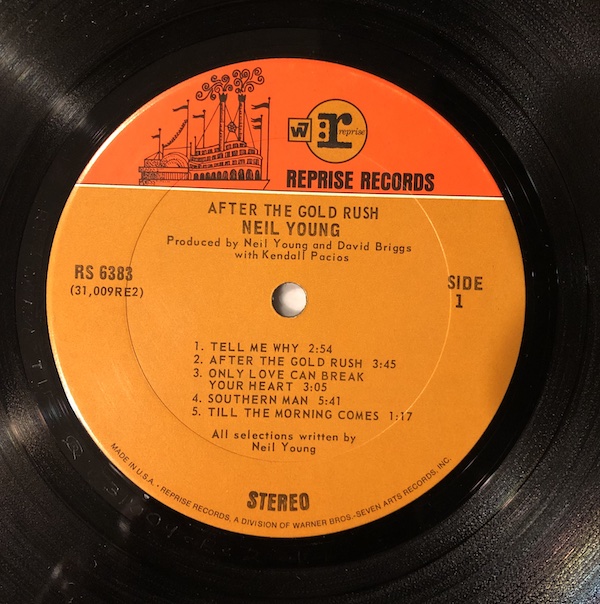 W7
r: reprise
REPRISE RECORDS
AFTER THE GOLD RUSH
NEIL YOUNG
Produced by Neil Young and David Briggs
with Kendall Pacios
RS 6383
(31,009RE2)
SIDE
1
1. TELL ME WHY 2:54
2. AFTER THE GOLD RUSH 3:45
3. ONLY LOVE CAN BREAK
YOUR HEART 3:05
4. SOUTHERN MAN 5:41
5. TILL THE MORNING COMES 1:17
All selections written by
Neil Young
STEREO
MADE IN U.S.A. • REPRISE RECORDS, A DIVISION OF WARNER BROS.-SEVEN ARTS RECORDS, INC.